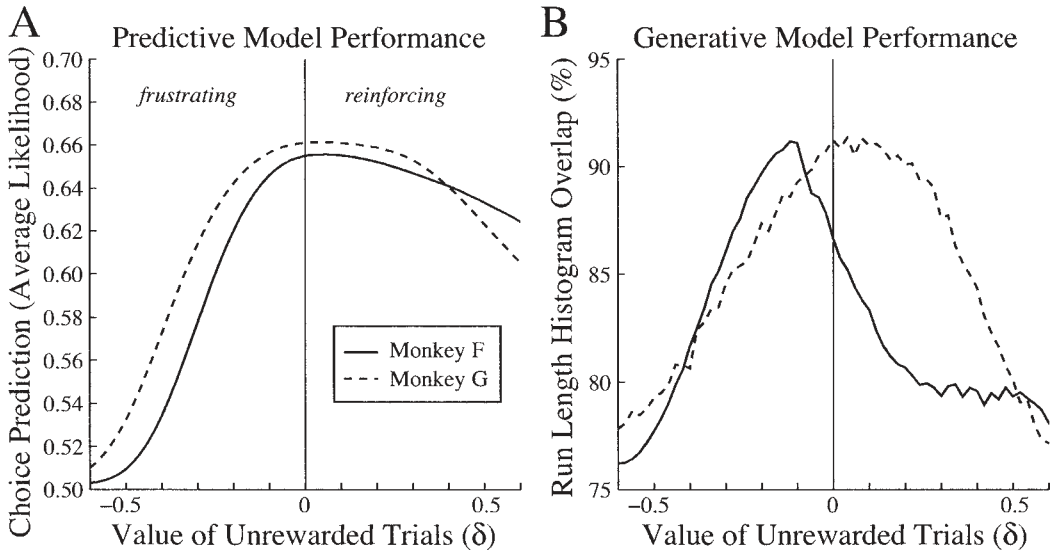 A
Predictive Model Performance
Choice Prediction (Average Likelihood)
0.70
0.68
0.66
0.64
0.62
0.60
0.58
0.56
0.54
0.52
0.50
frustrating
reinforcing
Monkey F
Monkey G
−0.5
0
0.5
Value of Unrewarded Trials (δ)
B
Generative Model Performance
Run Length Histogram Overlap (%)
95
90
85
80
75
−0.5
0
0.5
Value of Unrewarded Trials (δ)